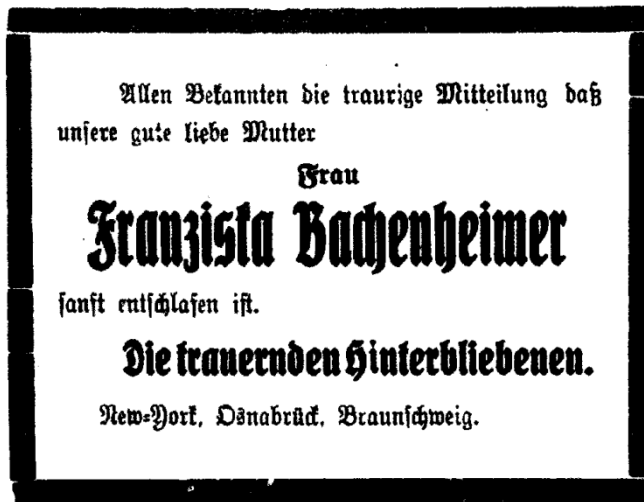 Allen Bekannten die traurige Mitteilung daß
unsere gute liebe Mutter
Frau
Franziska Bachenheimer
sanft entschlafen ist.
Die trauernden Hinterbliebenen.
New-York, Osnabrück, Braunschweig.